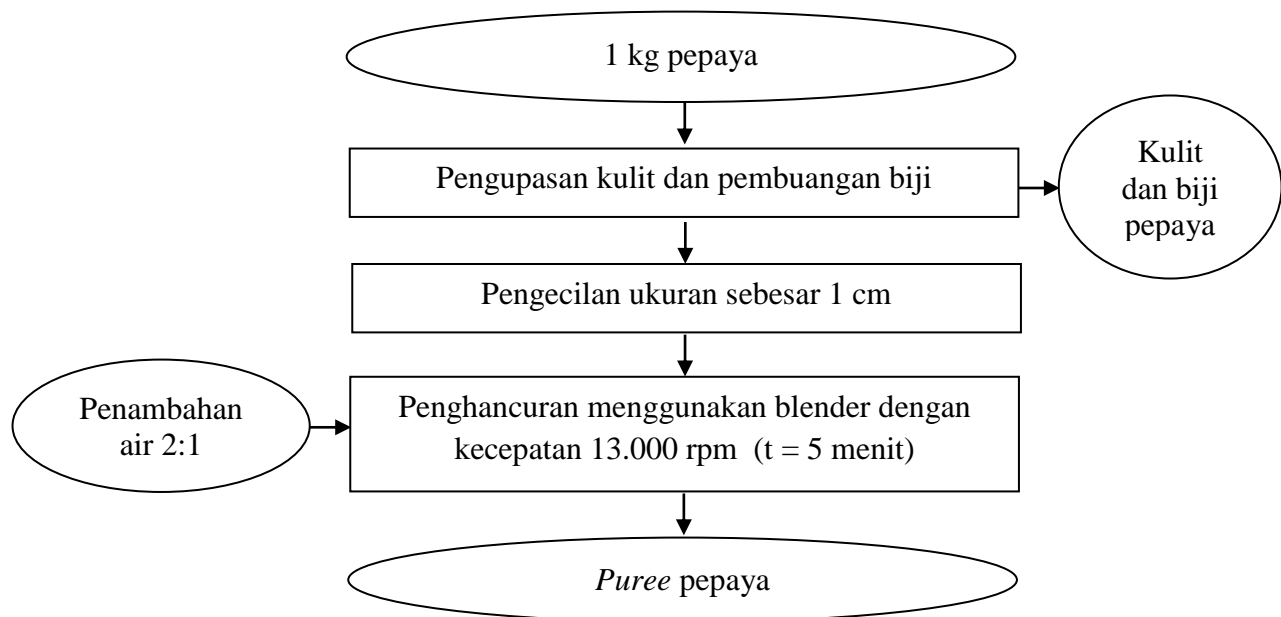 1 kg pepaya
Pengupasan kulit dan pembuangan biji
Kulit
dan biji
pepaya
Pengecilan ukuran sebesar 1 cm
Penambahan
air 2:1
Penghancuran menggunakan blender dengan
kecepatan 13.000 rpm (t = 5 menit)
Puree pepaya